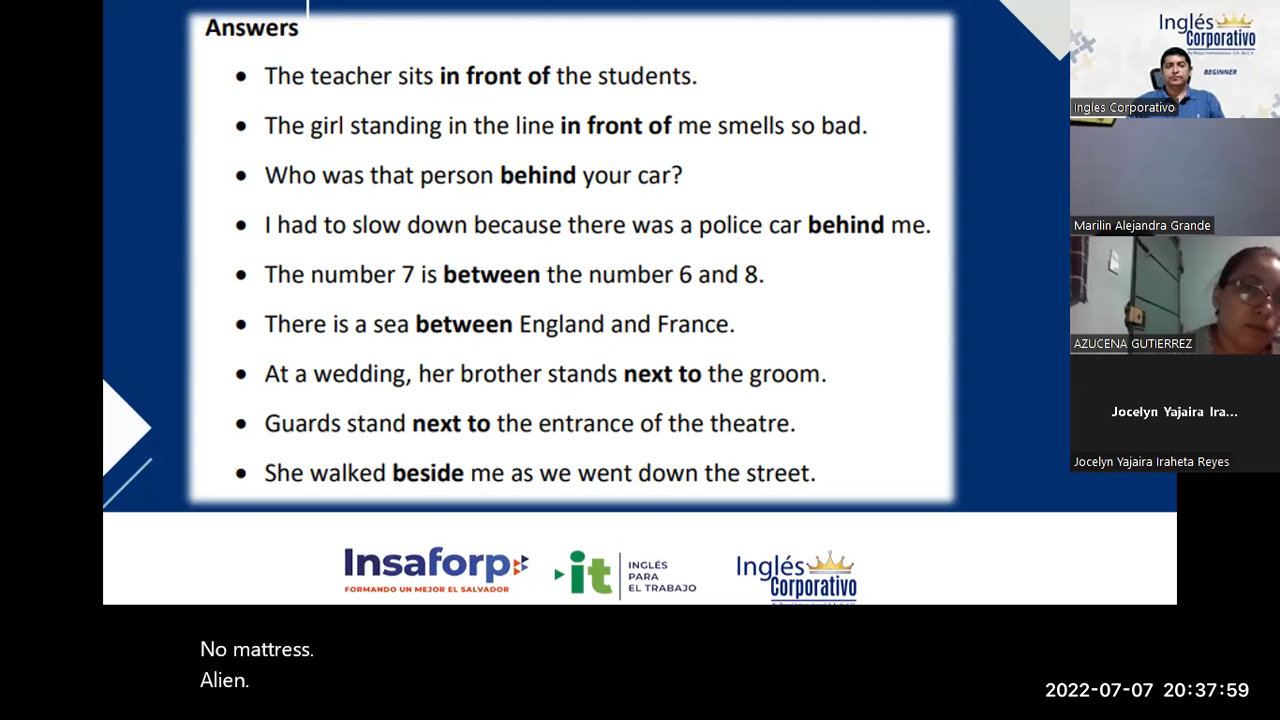 Answers
• The teacher sits in front of the students.
• The girl standing in the line in front of me smells so bad.
• Who was that person behind your car?
• I had to slow down because there was a police car behind me.
• The number 7 is between the number 6 and 8.
• There is a sea between England and France.
• At a wedding, her brother stands next to the groom.
• Guards stand next to the entrance of the theatre.
• She walked beside me as we went down the street.
Insaforp
FORMANDO UN MEJOR EL SALVADOR
it
INGLÉS
PARA
EL TRABAJO
Inglés
Corporativo
No mattress.
Alien.
Inglés
Corporativo
BEGINNER
Ingles Corporativo
Marilin Alejandra Grande
AZUCENA GUTIERREZ
Jocelyn Yajaira Ira...
Jocelyn Yajaira Iraheta Reyes
2022-07-07 20:37:59